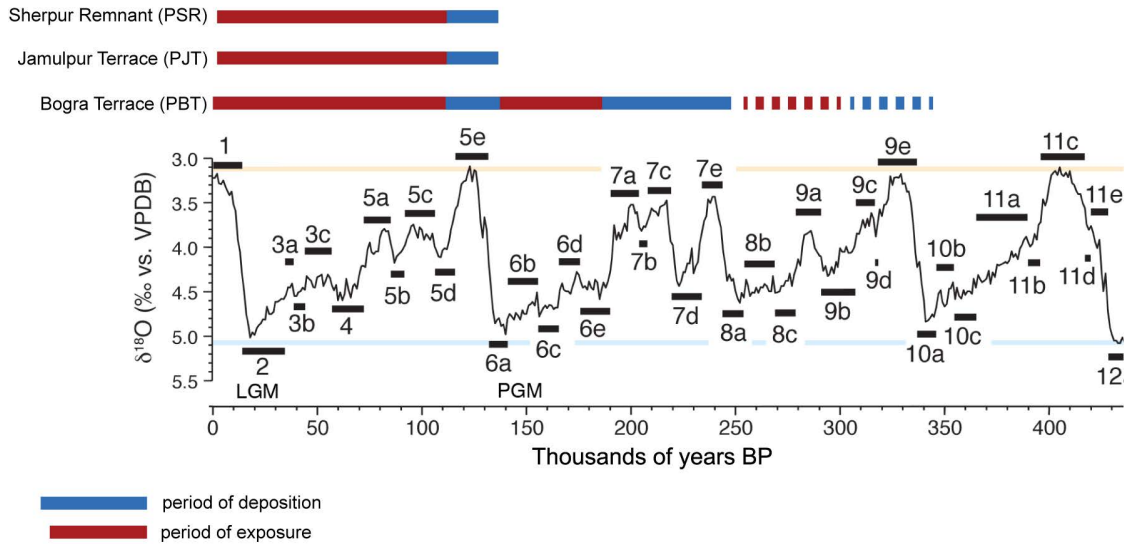 Sherpur Remnant (PSR)
Jamulpur Terrace (PJT)
Bogra Terrace (PBT)
1
5e
9e
11c
3.0
3.5
4.0
4.5
5.0
5.5
δ¹⁸O (‰ vs. VPDB)
2
3a
3b
3c
4
5a
5b
5c
5d
6a
6b
6c
6d
6e
7a
7b
7c
7d
7e
8a
8b
8c
9a
9b
9c
9d
10a
10b
10c
11a
11b
11d
11e
12
LGM
PGM
0 50 100 150 200 250 300 350 400
Thousands of years BP
period of deposition
period of exposure